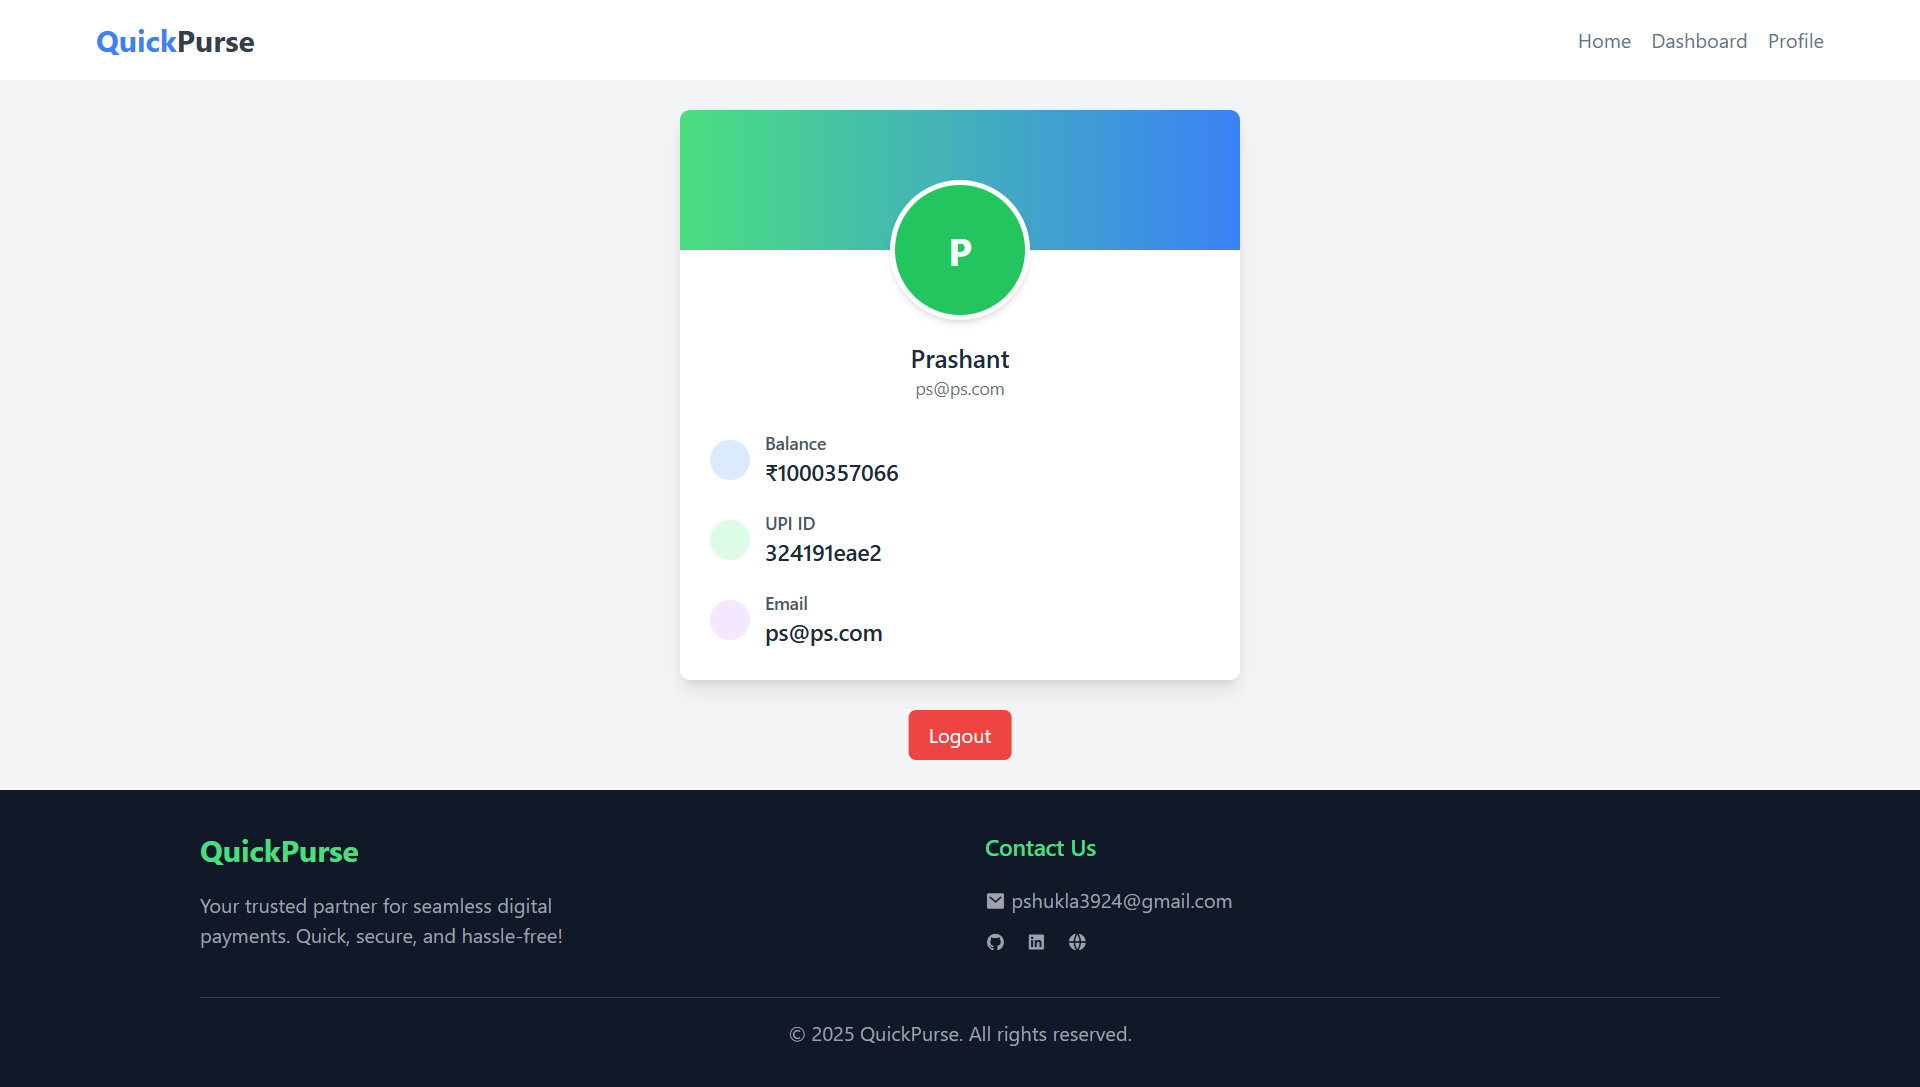 QuickPurse
Home Dashboard Profile
P
Prashant
ps@ps.com
Balance
₹1000357066
UPI ID
324191eae2
Email
ps@ps.com
Logout
QuickPurse
Your trusted partner for seamless digital
payments. Quick, secure, and hassle-free!
Contact Us
pshukla3924@gmail.com
© 2025 QuickPurse. All rights reserved.